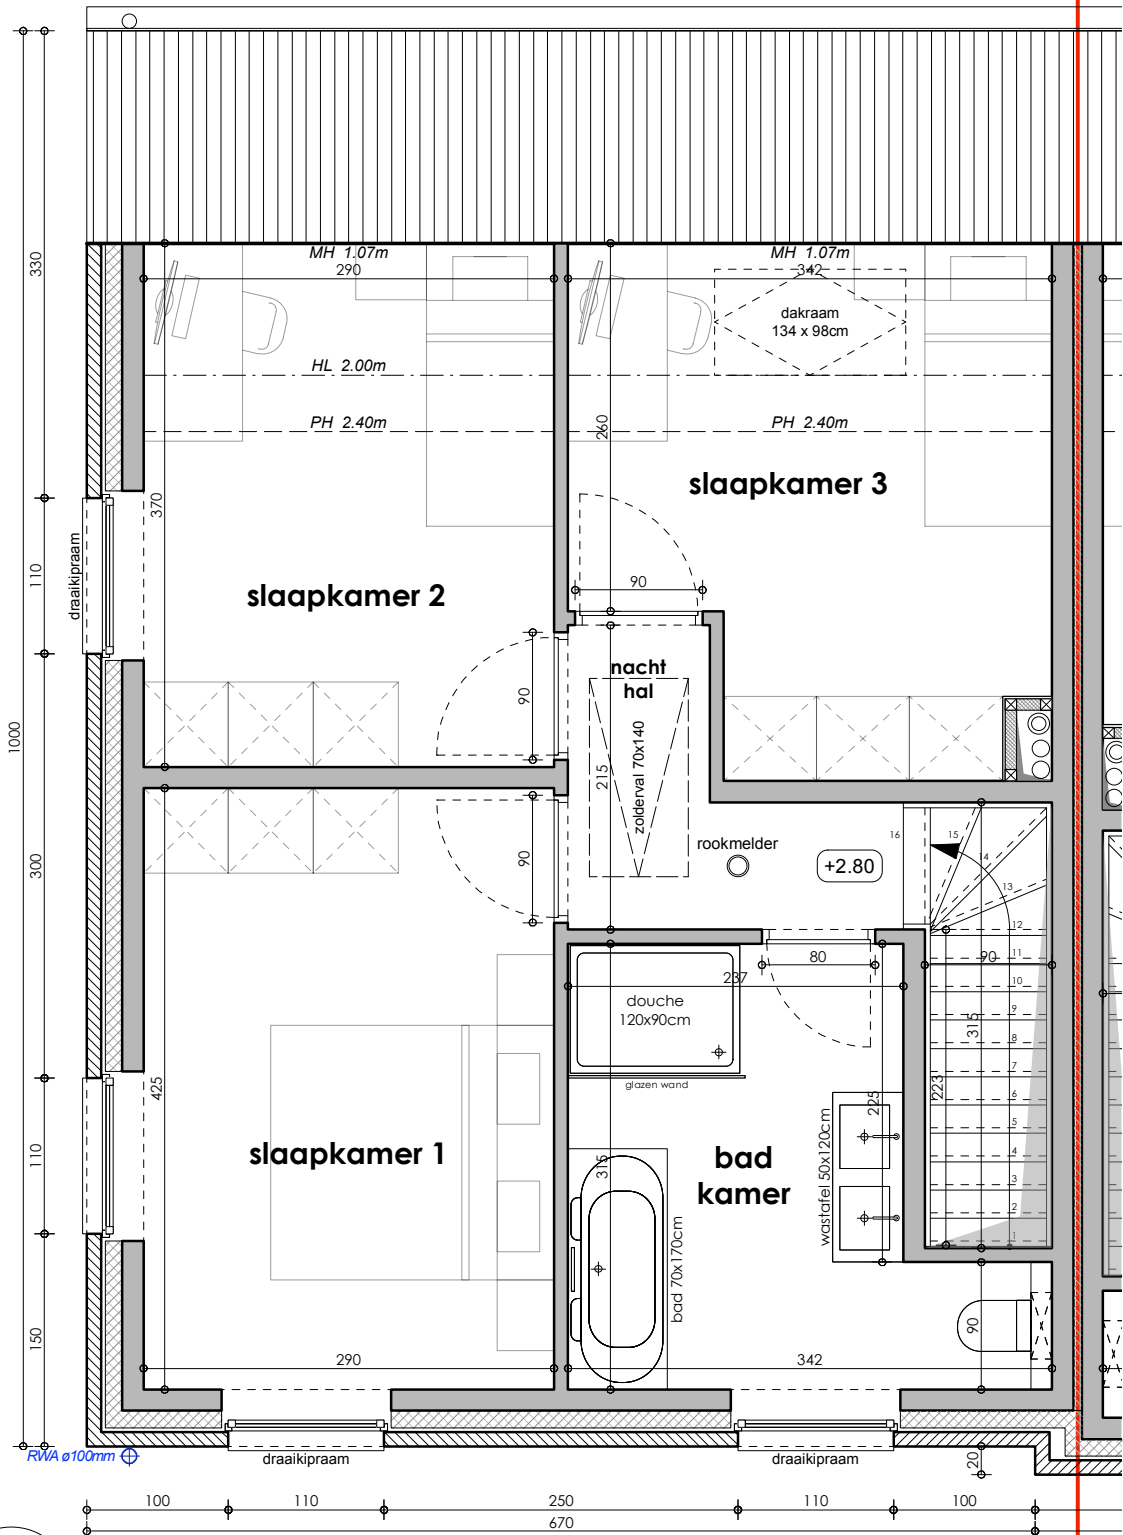 MH 1.07m
290
MH 1.07m
342
dakraam
134 x 98cm
HL 2.00m
PH 2.40m
PH 2.40m
330
260
slaapkamer 3
370
110
draaikipraam
slaapkamer 2
90
nacht
hal
90
1000
zolderval 70x140
215
rookmelder
+2.80
16
15
14
13
12
11
10
9
8
7
6
5
4
3
2
1
300
90
80
90
237
douche
120x90cm
315
glazen wand
425
223
225
110
slaapkamer 1
bad
kamer
wastafel 50x120cm
315
bad 70x170cm
150
90
290
342
RWA ø100mm
draaikipraam
draaikipraam
20
100
110
250
110
100
670